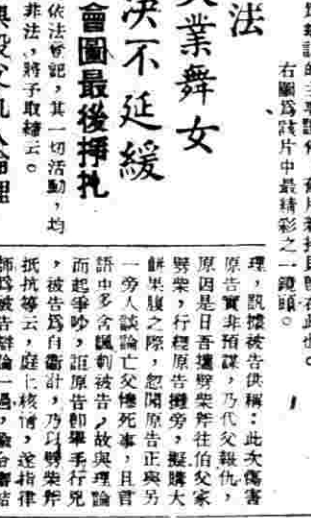 右圖爲該片中最精彩之一鏡頭。
法
失業舞女
决不延緩
會圖最後掙扎
依法登記，其一切活動，均
非法，將予取締云。
理，訊據被告供稱：此次傷害
原告實非預謀，乃代父報仇，
原因是日吾攜劈柴斧往伯父家
劈柴，行經原告攤旁，擬購大
餅果腹之際，忽聞原告正與另
一旁人談論亡父慘死事，且言
語中多含諷刺被告，故與理論
而起爭吵，詎原告卽舉手行兇
，被告爲自衞計，乃以劈柴斧
抵抗等云，庭上核情，遂指律
師爲被告辯論一過，